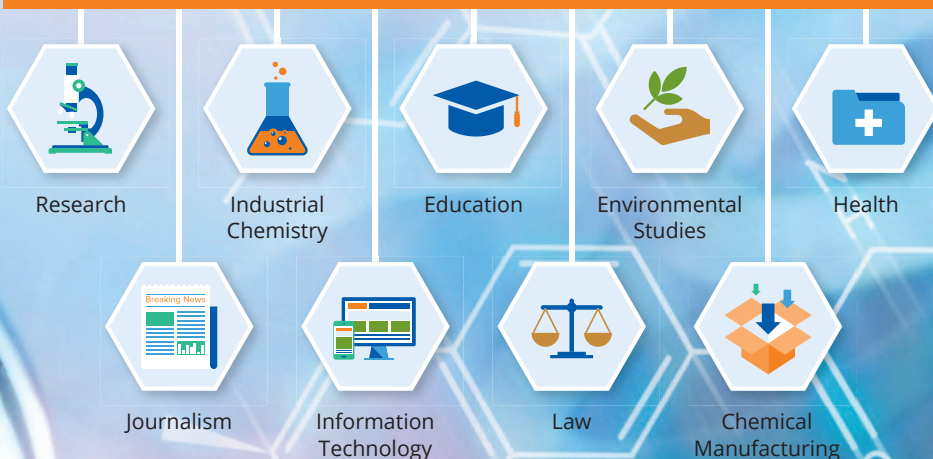 Research
Industrial
Chemistry
Education
Environmental
Studies
Health
Breaking News
Journalism
Information
Technology
Law
Chemical
Manufacturing